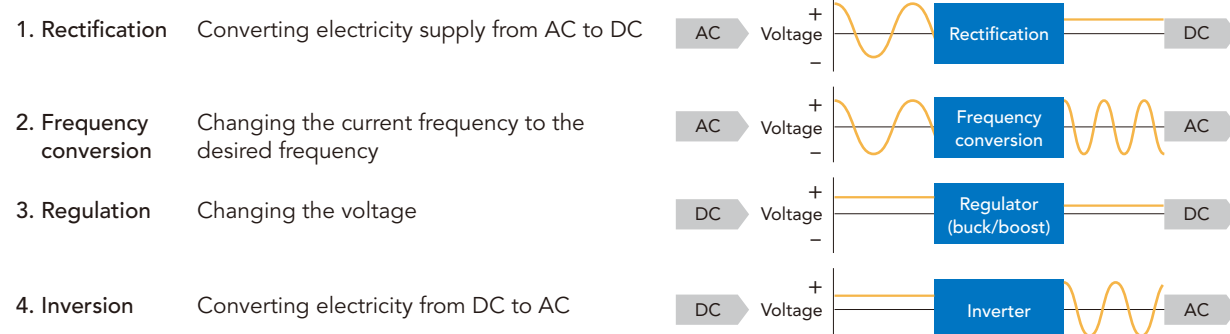 1. Rectification Converting electricity supply from AC to DC
AC
+
Voltage
–
Rectification
DC
2. Frequency conversion
Changing the current frequency to the
desired frequency
AC
+
Voltage
–
Frequency
conversion
AC
3. Regulation Changing the voltage
DC
+
Voltage
–
Regulator
(buck/boost)
DC
4. Inversion Converting electricity from DC to AC
DC
+
Voltage
–
Inverter
AC